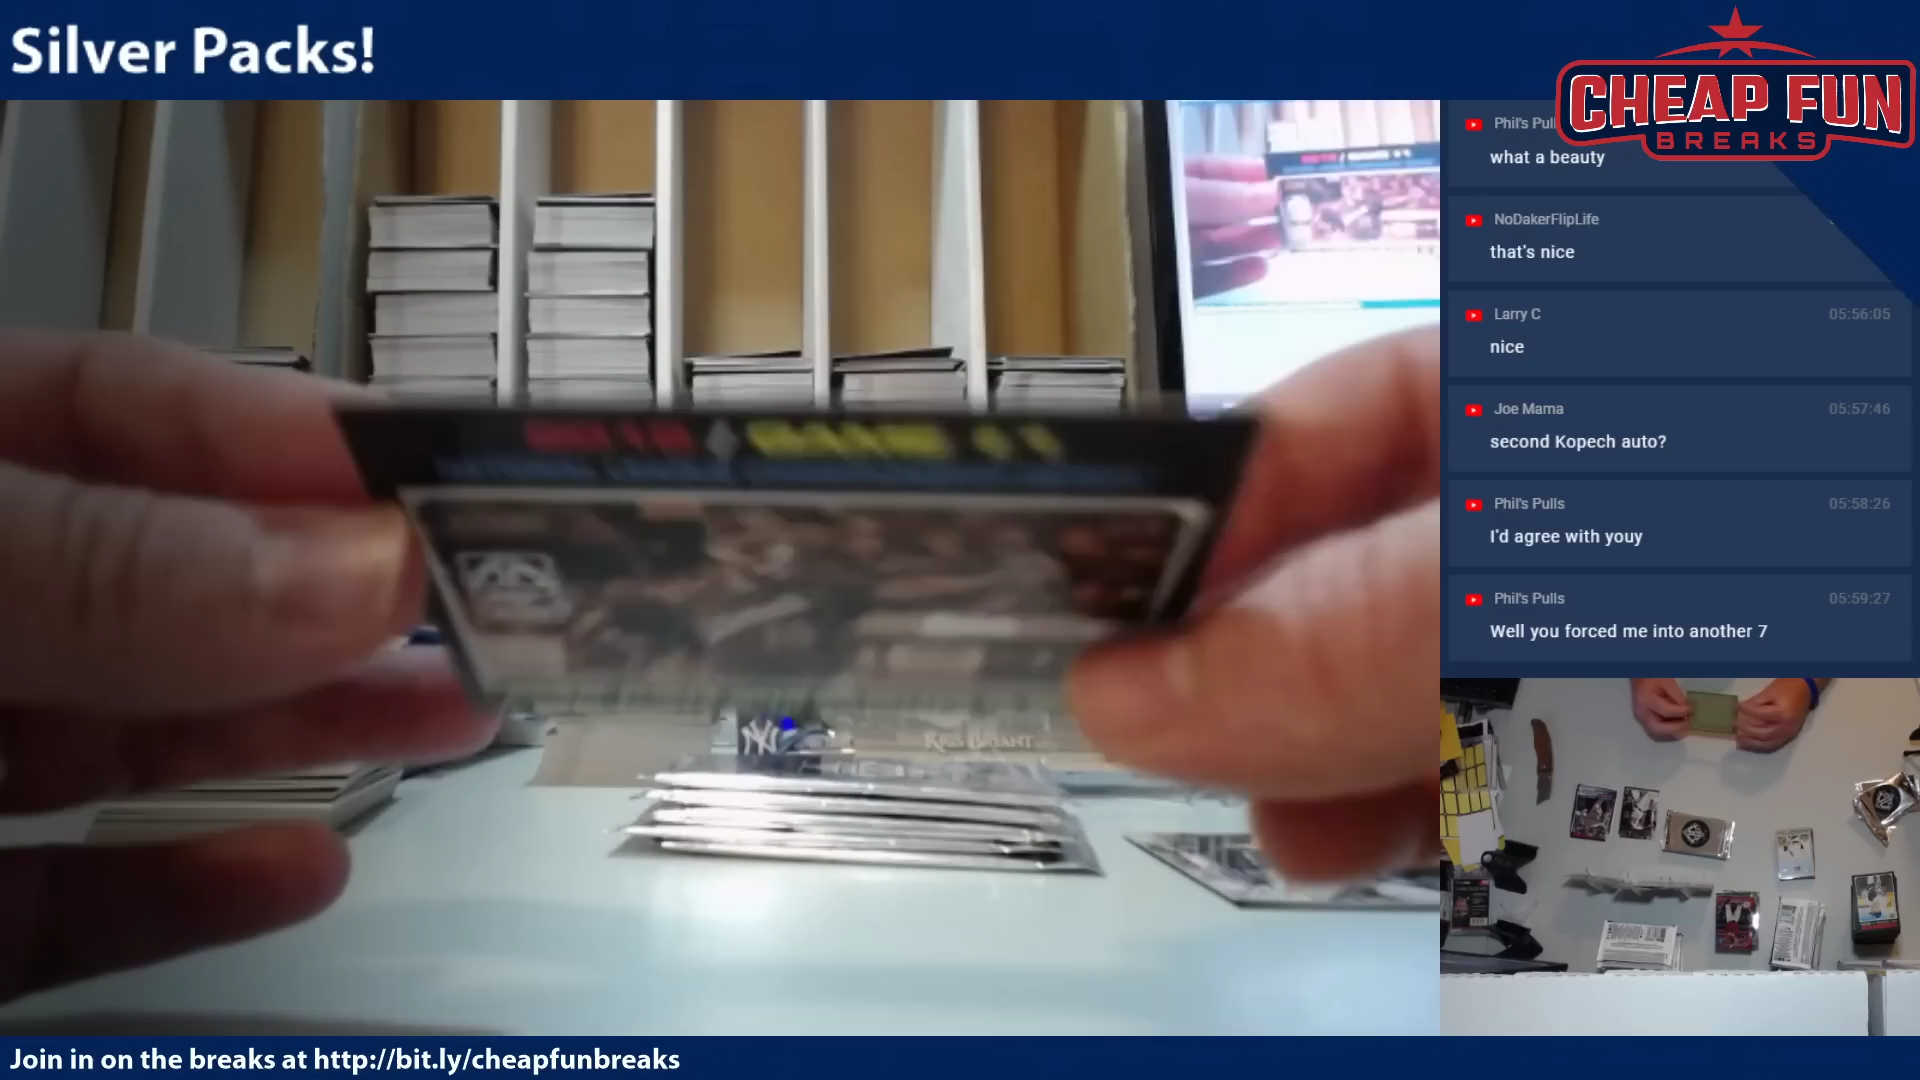 Silver Packs!
CHEAP FUN
BREAKS
Phil's Pull
what a beauty
NoDakerFlipLife
that's nice
Larry C 05:56:05
nice
Joe Mama 05:57:46
second Kopech auto?
Phil's Pulls 05:58:26
I'd agree with youy
Phil's Pulls 05:59:27
Well you forced me into another 7
KRIS BRYANT
Join in on the breaks at http://bit.ly/cheapfunbreaks